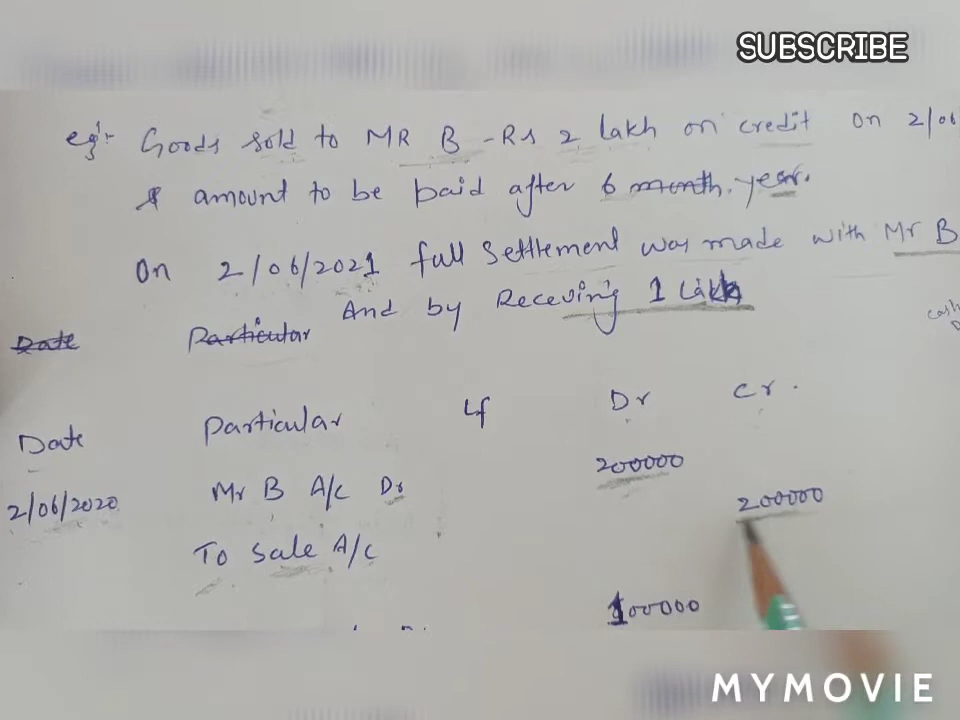 SUBSCRIBE
eg:- Goods sold to MR B - Rs 2 lakh on credit on 2/06
& amount to be paid after 6 month. year.
On 2/06/2021 full Settlement was made with Mr B
And by Receving 1 Lakh
Date Particular
cash
Date Particular Lf Dr Cr.
2/06/2020 Mr B A/c Dr 200000
To Sale A/c 200000
100000
MYMOVIE